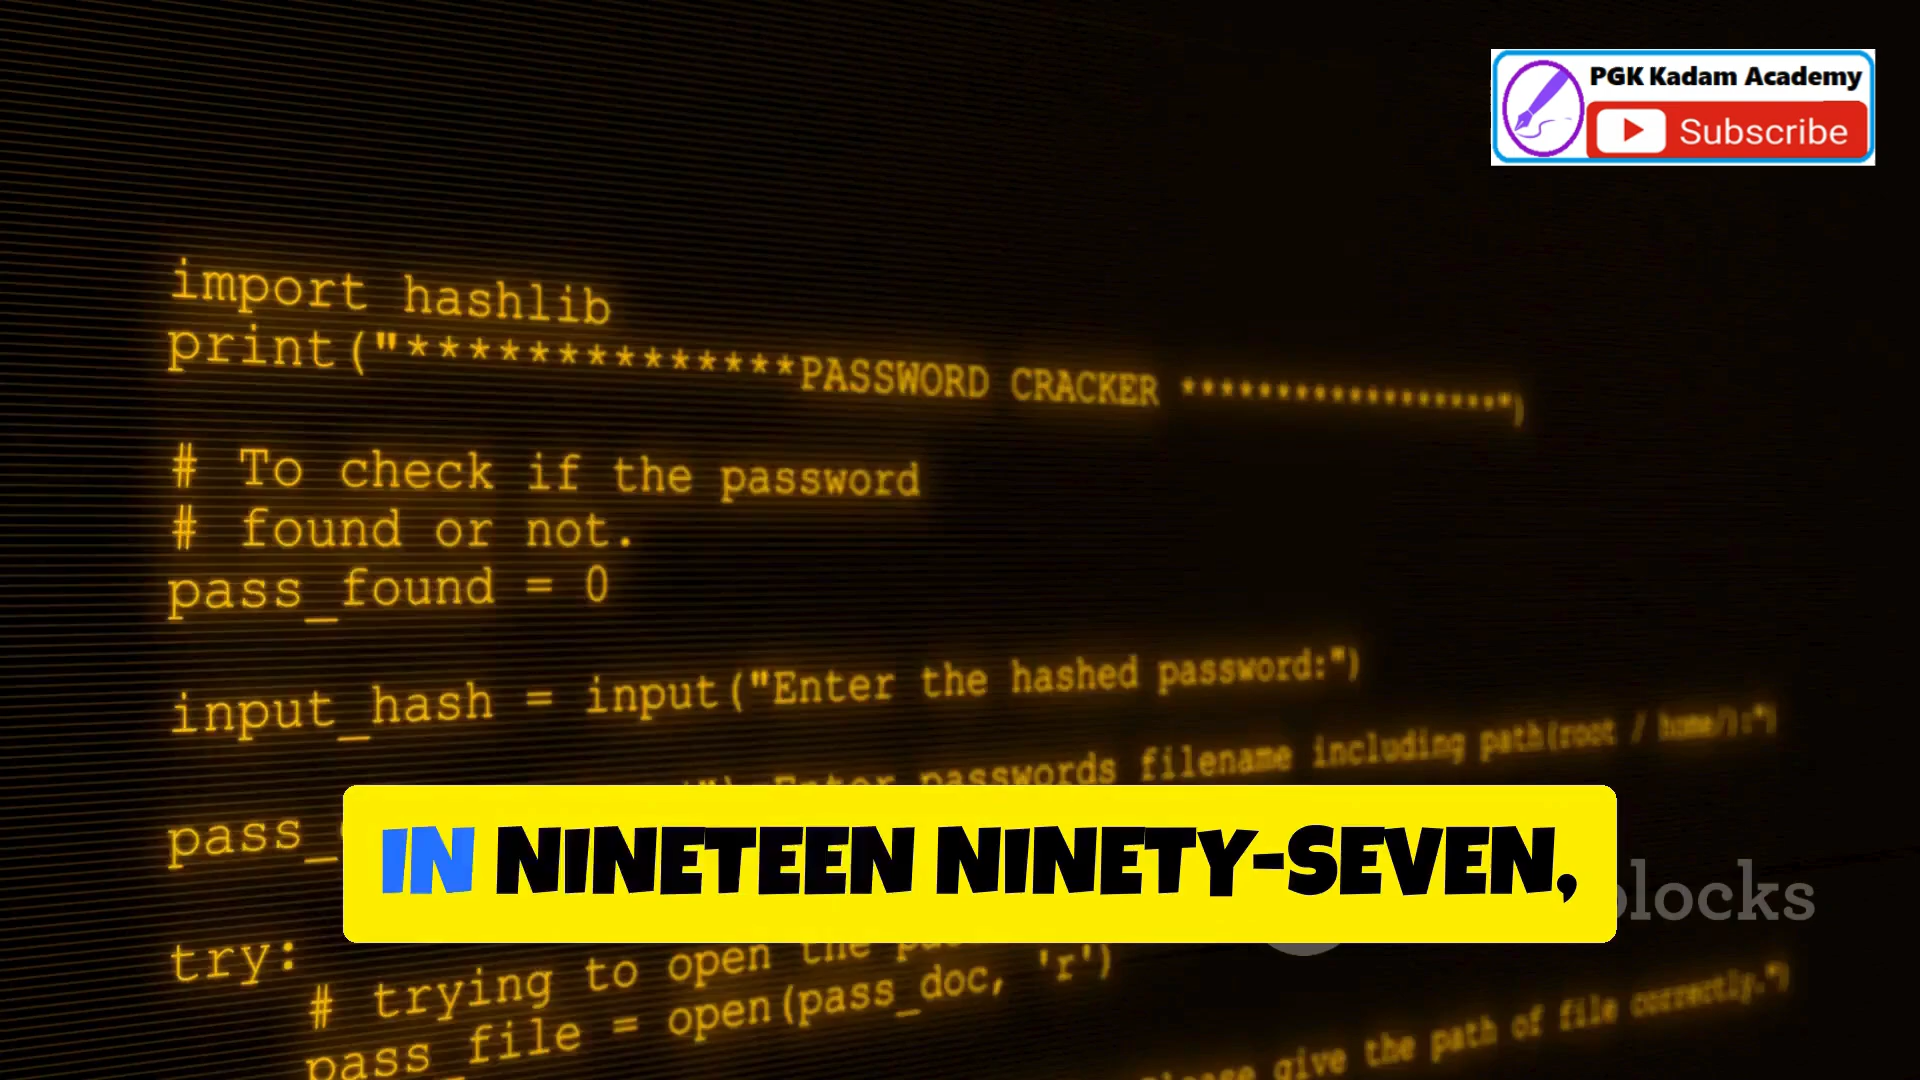 PGK Kadam Academy
Subscribe
import hashlib
print("**************PASSWORD CRACKER *****************")
# To check if the password
# found or not.
pass_found = 0
input_hash = input("Enter the hashed password:")
pass_ Enter passwords filename including path(root / home/):")
IN NINETEEN NINETY-SEVEN,
locks
try:
# trying to open the
pass_file = open(pass_doc, 'r')
give the path of file correctly.")